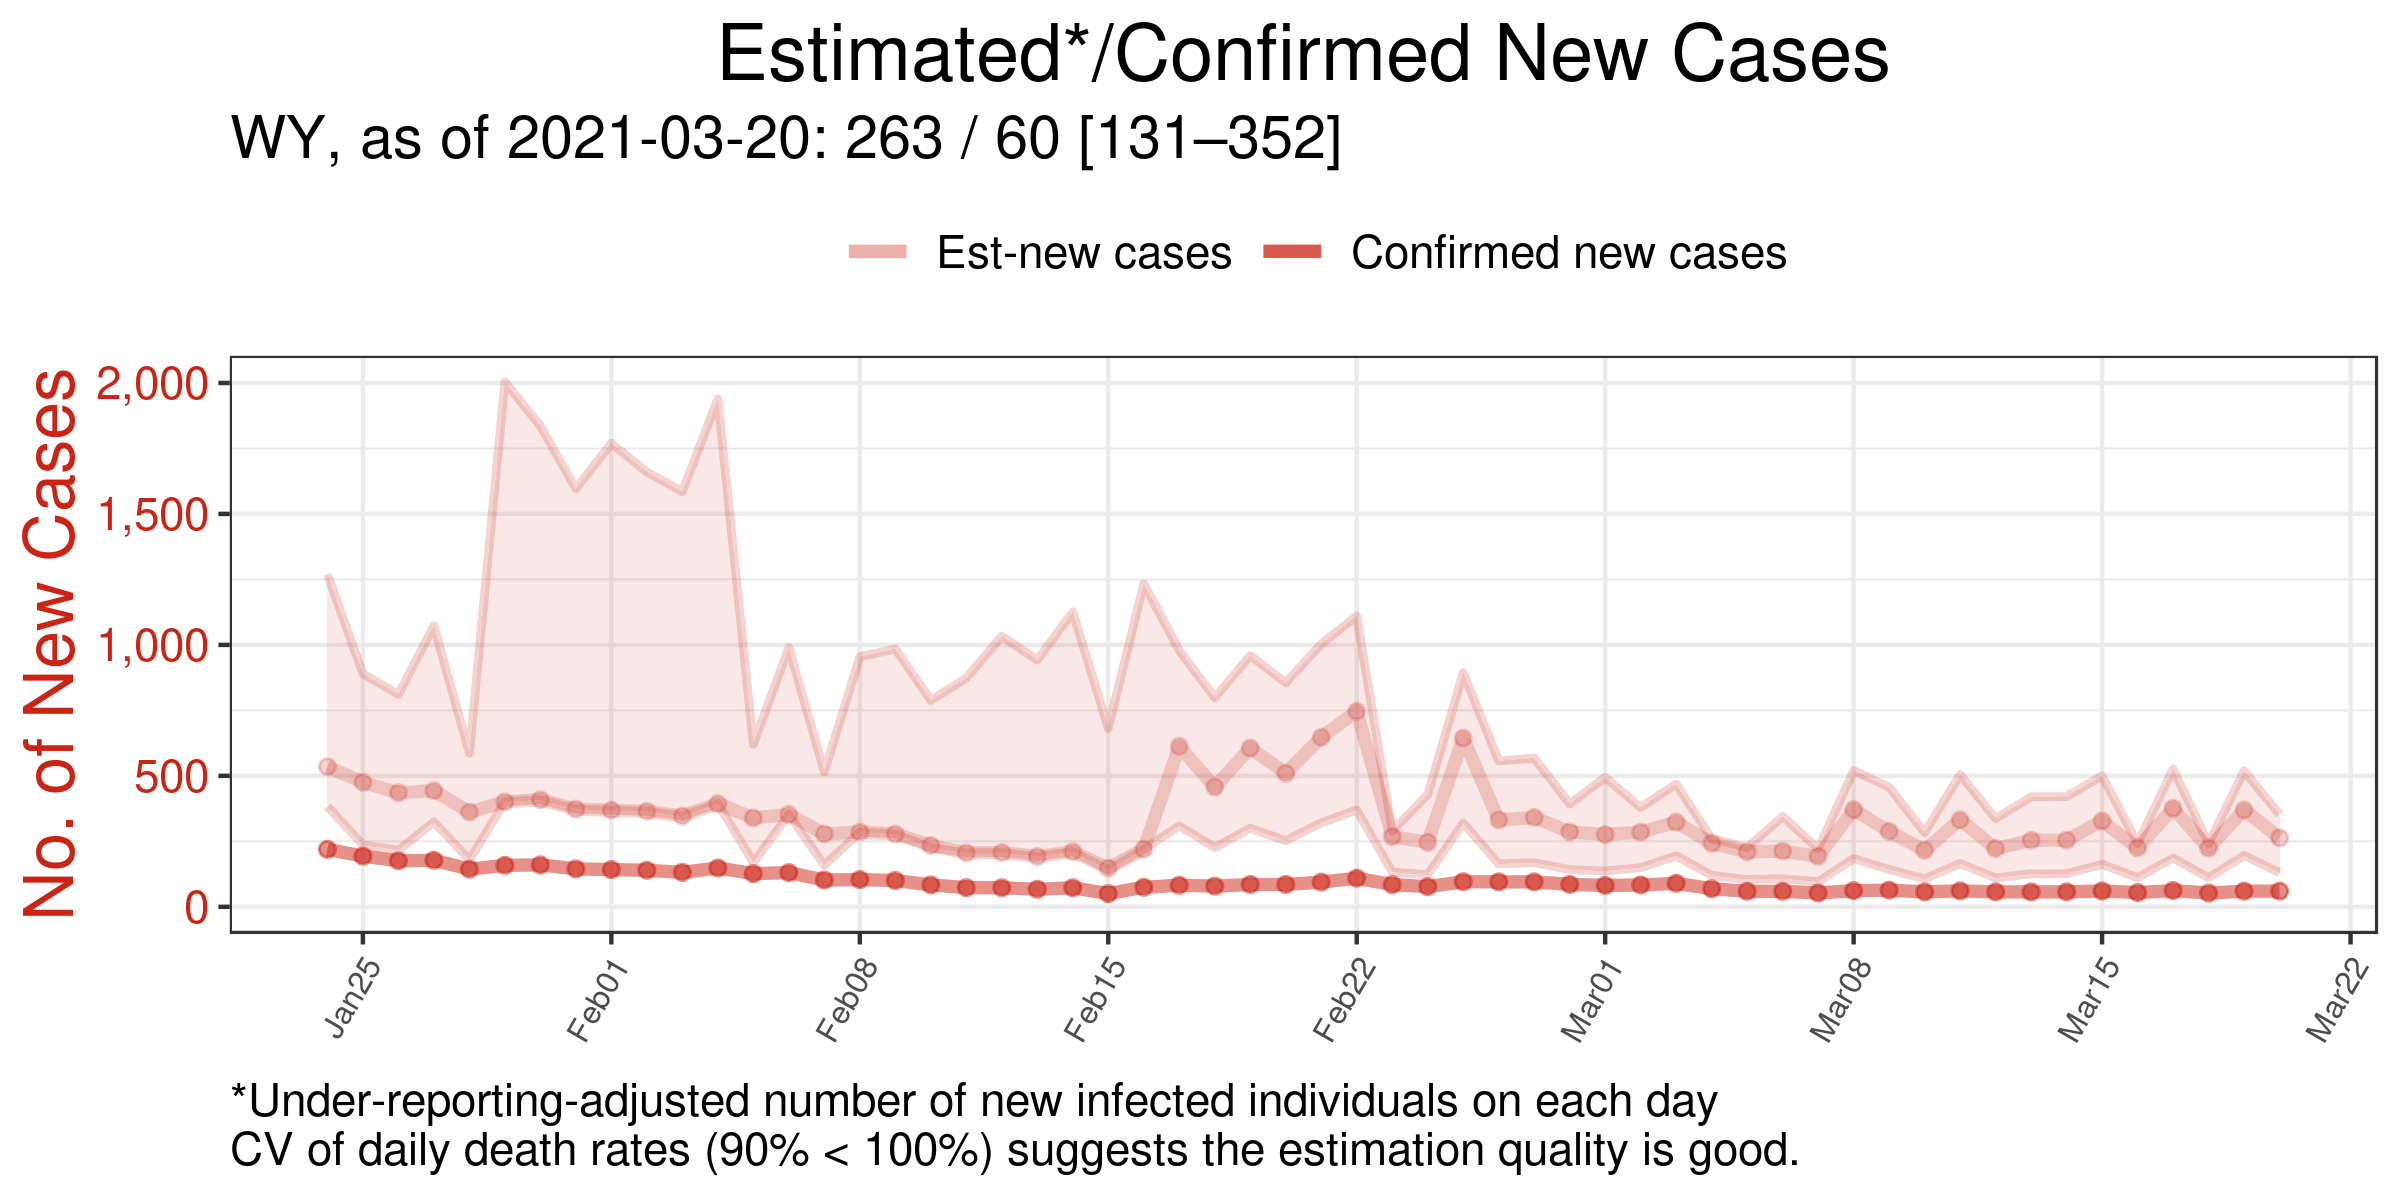 Estimated*/Confirmed New Cases
WY, as of 2021-03-20: 263 / 60 [131–352]
Est-new cases
Confirmed new cases
No. of New Cases
2,000
1,500
1,000
500
0
Jan25
Feb01
Feb08
Feb15
Feb22
Mar01
Mar08
Mar15
Mar22
*Under-reporting-adjusted number of new infected individuals on each day
CV of daily death rates (90% < 100%) suggests the estimation quality is good.